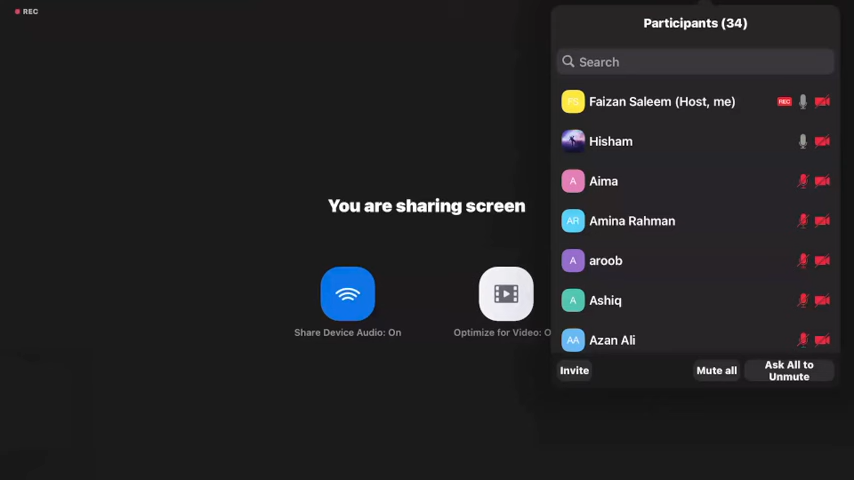 REC
Participants (34)
Search
FS Faizan Saleem (Host, me) REC
Hisham
A Aima
AR Amina Rahman
A aroob
A Ashiq
AA Azan Ali
Invite Mute all Ask All to Unmute
You are sharing screen
Share Device Audio: On
Optimize for Video: O